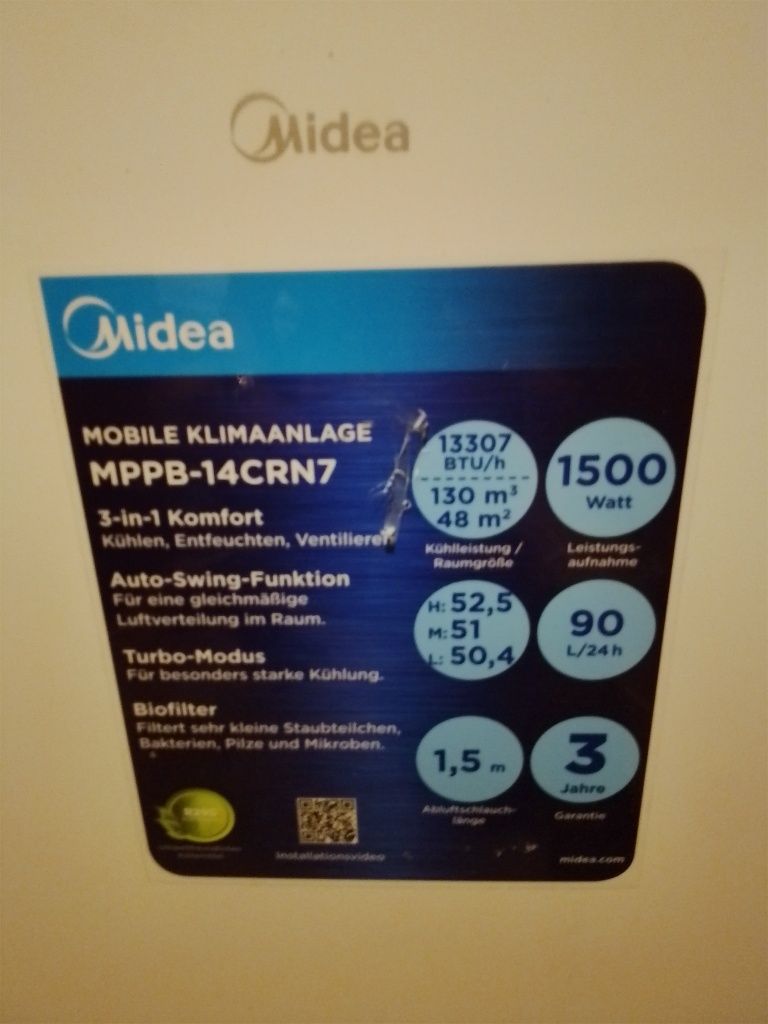 Midea
Midea
MOBILE KLIMAANLAGE
MPPB-14CRN7
3-in-1 Komfort
Kühlen, Entfeuchten, Ventilieren
Auto-Swing-Funktion
Für eine gleichmäßige
Luftverteilung im Raum.
Turbo-Modus
Für besonders starke Kühlung.
Biofilter
Filtert sehr kleine Staubteilchen,
Bakterien, Pilze und Mikroben.
Installationsvideo
13307
BTU/h
130 m³
48 m²
Kühlleistung /
Raumgröße
1500
Watt
Leistungs-
aufnahme
H: 52,5
M: 51
L: 50,4
90
L/24h
1,5 m
Abluftschlauch-
länge
3
Jahre
Garantie
midea.com